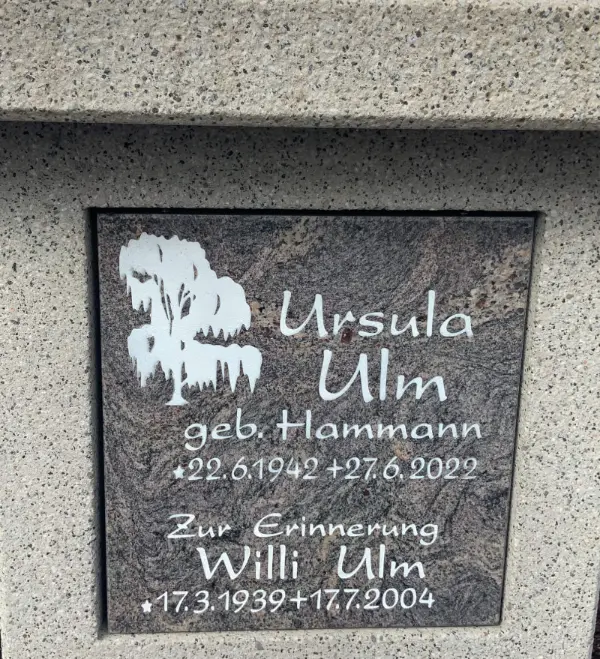 Ursula
Ulm
geb. Hammann
*22.6.1942 +27.6.2022
Zur Erinnerung
Willi Ulm
*17.3.1939+17.7.2004